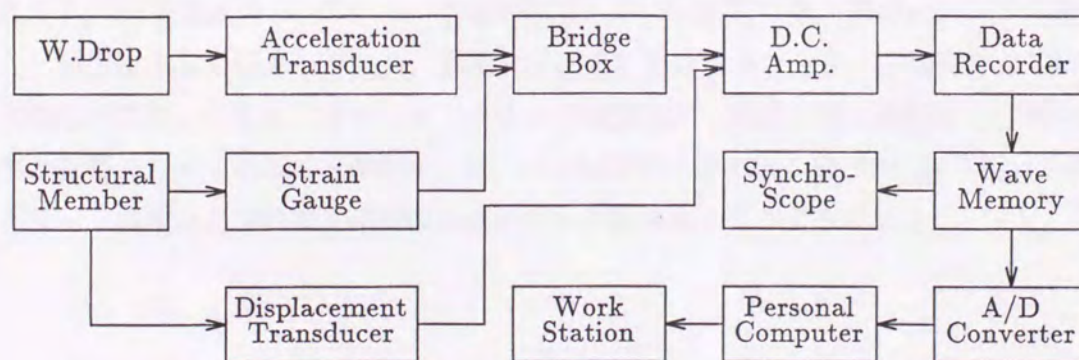 W.Drop
Acceleration
Transducer
Bridge
Box
D.C.
Amp.
Data
Recorder
Structural
Member
Strain
Gauge
Synchro-
Scope
Wave
Memory
Displacement
Transducer
Work
Station
Personal
Computer
A/D
Converter